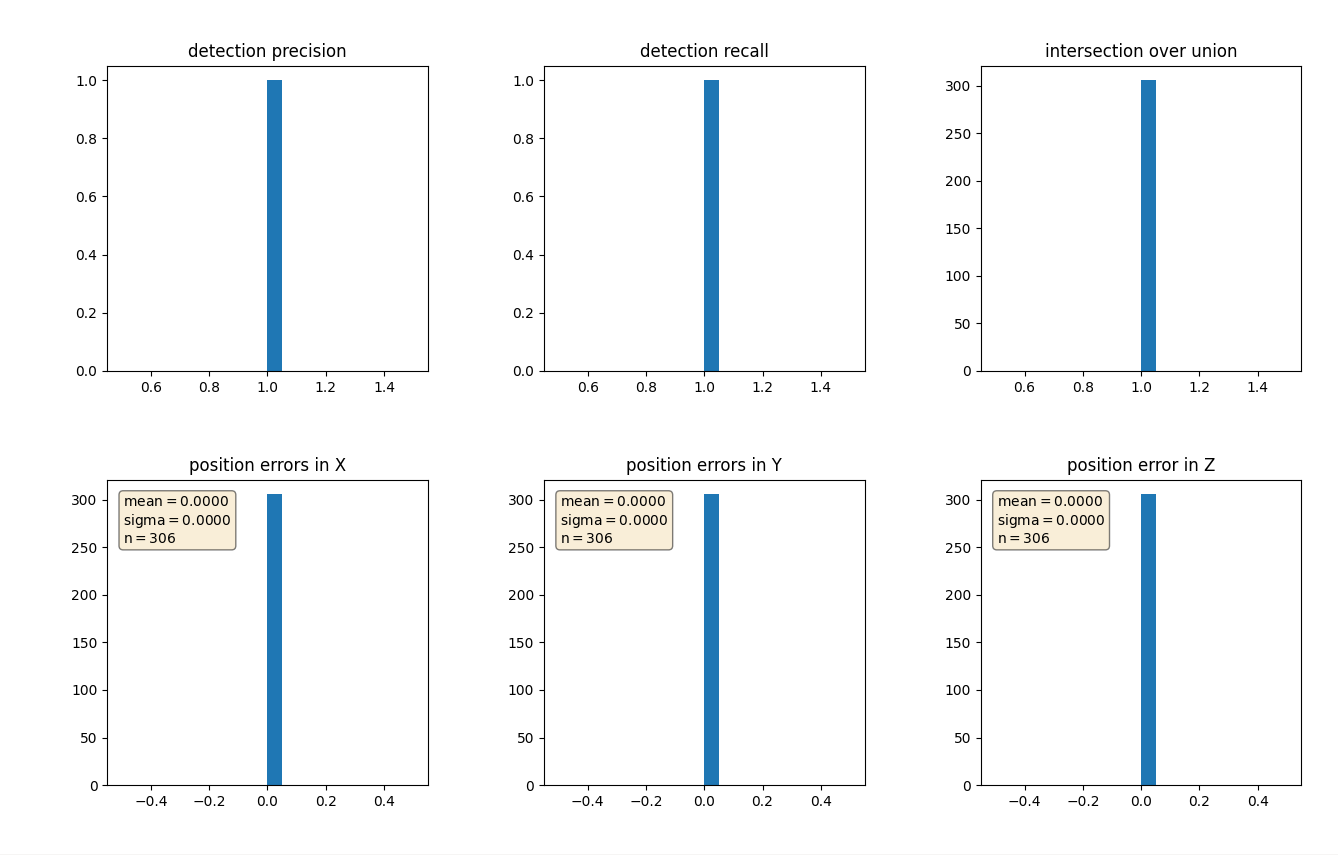 detection precision
1.0
0.8
0.6
0.4
0.2
0.0
0.6 0.8 1.0 1.2 1.4
detection recall
1.0
0.8
0.6
0.4
0.2
0.0
0.6 0.8 1.0 1.2 1.4
intersection over union
300
250
200
150
100
50
0
0.6 0.8 1.0 1.2 1.4
position errors in X
mean = 0.0000
sigma = 0.0000
n = 306
300
250
200
150
100
50
0
−0.4 −0.2 0.0 0.2 0.4
position errors in Y
mean = 0.0000
sigma = 0.0000
n = 306
300
250
200
150
100
50
0
−0.4 −0.2 0.0 0.2 0.4
position error in Z
mean = 0.0000
sigma = 0.0000
n = 306
300
250
200
150
100
50
0
−0.4 −0.2 0.0 0.2 0.4